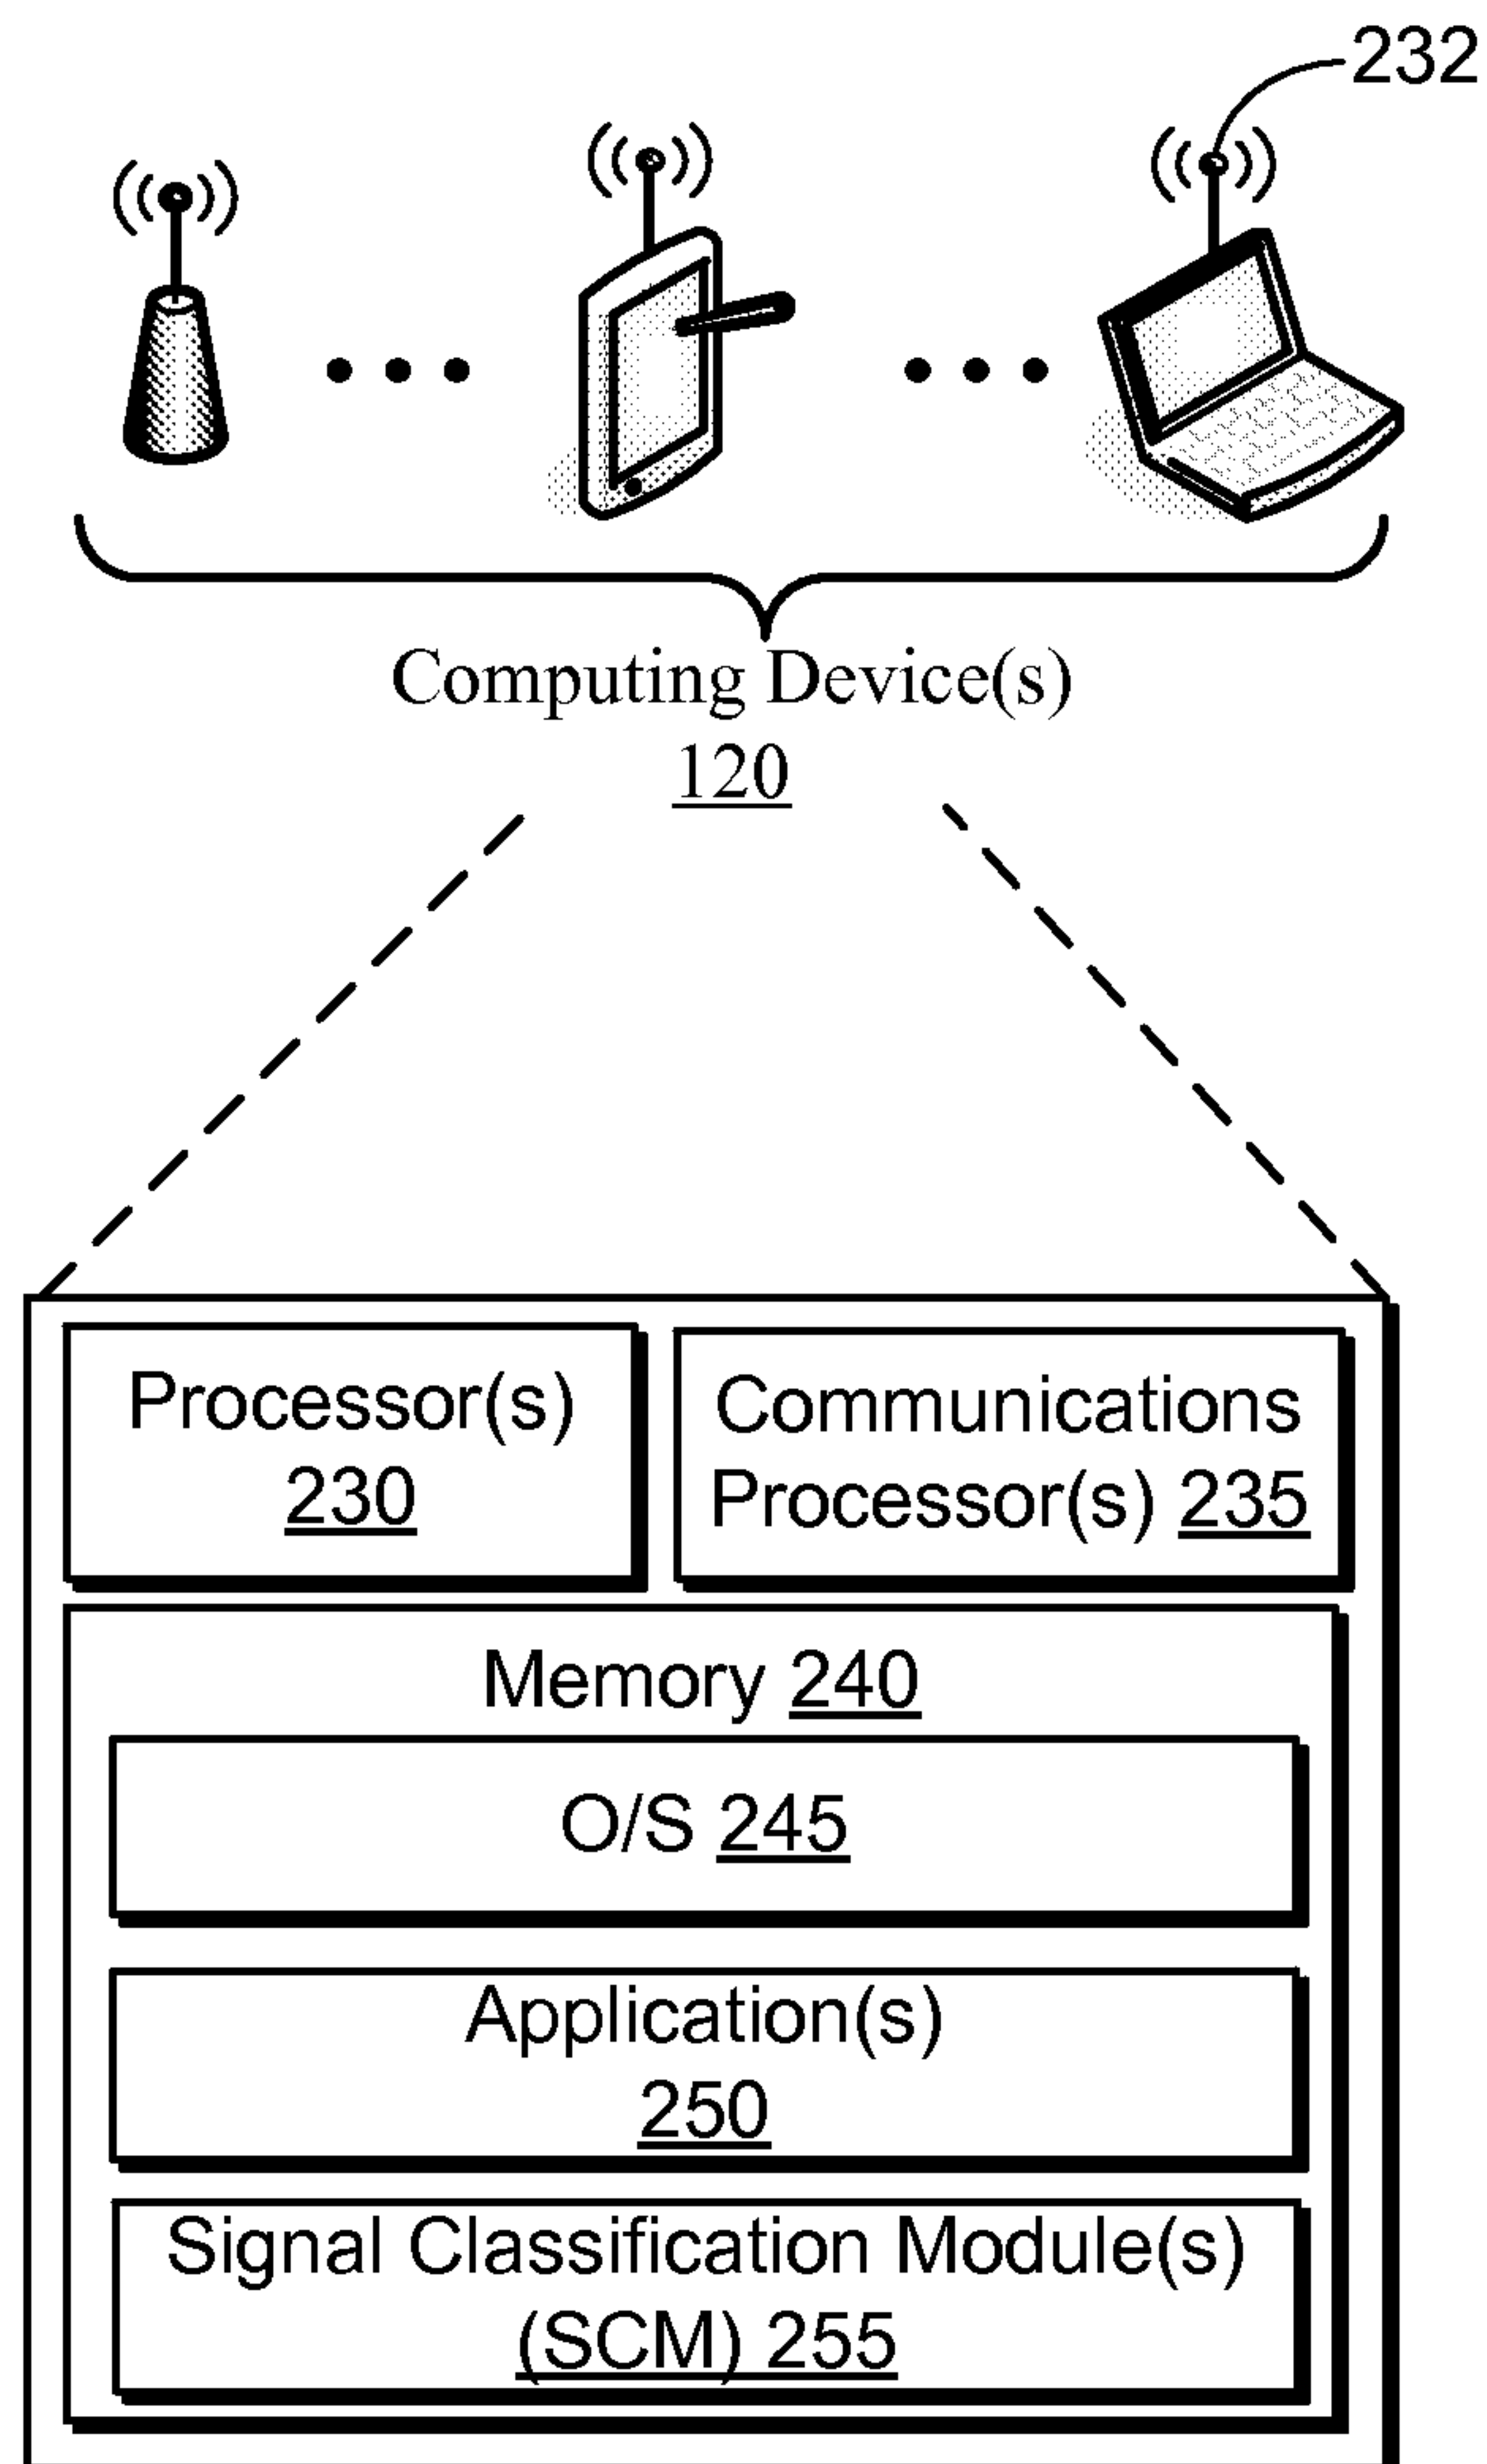 232
Computing Device(s)
120
Processor(s)
230
Communications
Processor(s) 235
Memory 240
O/S 245
Application(s)
250
Signal Classification Module(s)
(SCM) 255